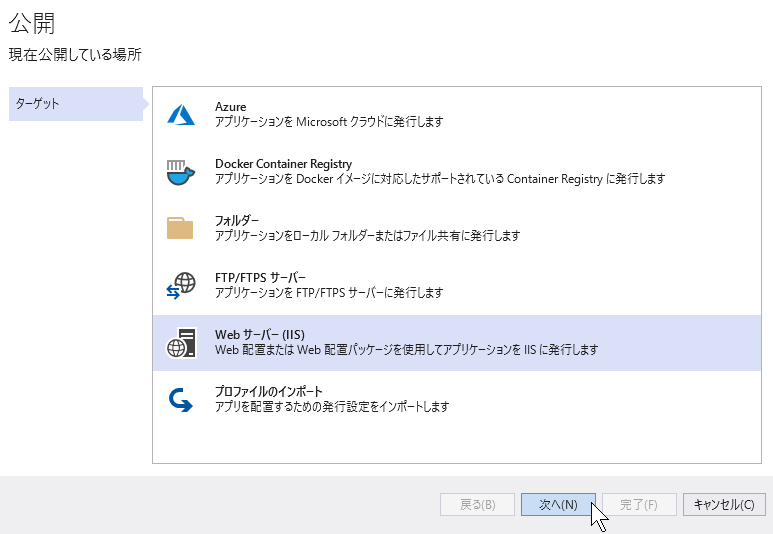 公開
現在公開している場所
ターゲット
Azure
アプリケーションを Microsoft クラウドに発行します
Docker Container Registry
アプリケーションを Docker イメージに対応したサポートされている Container Registry に発行します
フォルダー
アプリケーションをローカル フォルダーまたはファイル共有に発行します
FTP/FTPS サーバー
アプリケーションを FTP/FTPS サーバーに発行します
Web サーバー (IIS)
Web 配置または Web 配置パッケージを使用してアプリケーションを IIS に発行します
プロファイルのインポート
アプリを配置するための発行設定をインポートします
戻る(B)
次へ(N)
完了(F)
キャンセル(C)